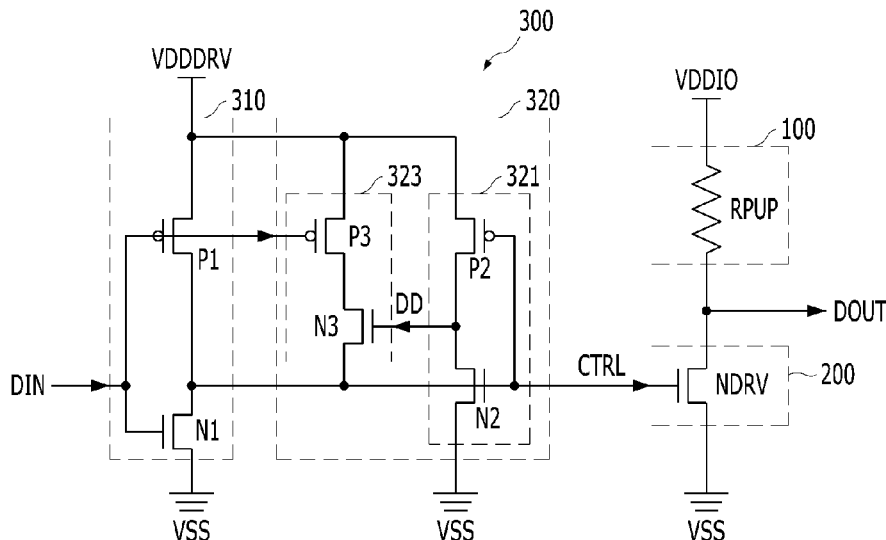 300
VDDDRV
310
320
VDDIO
100
323
321
RPUP
P1
P3
P2
DD
N3
DOUT
DIN
CTRL
NDRV
200
N1
N2
VSS
VSS
VSS